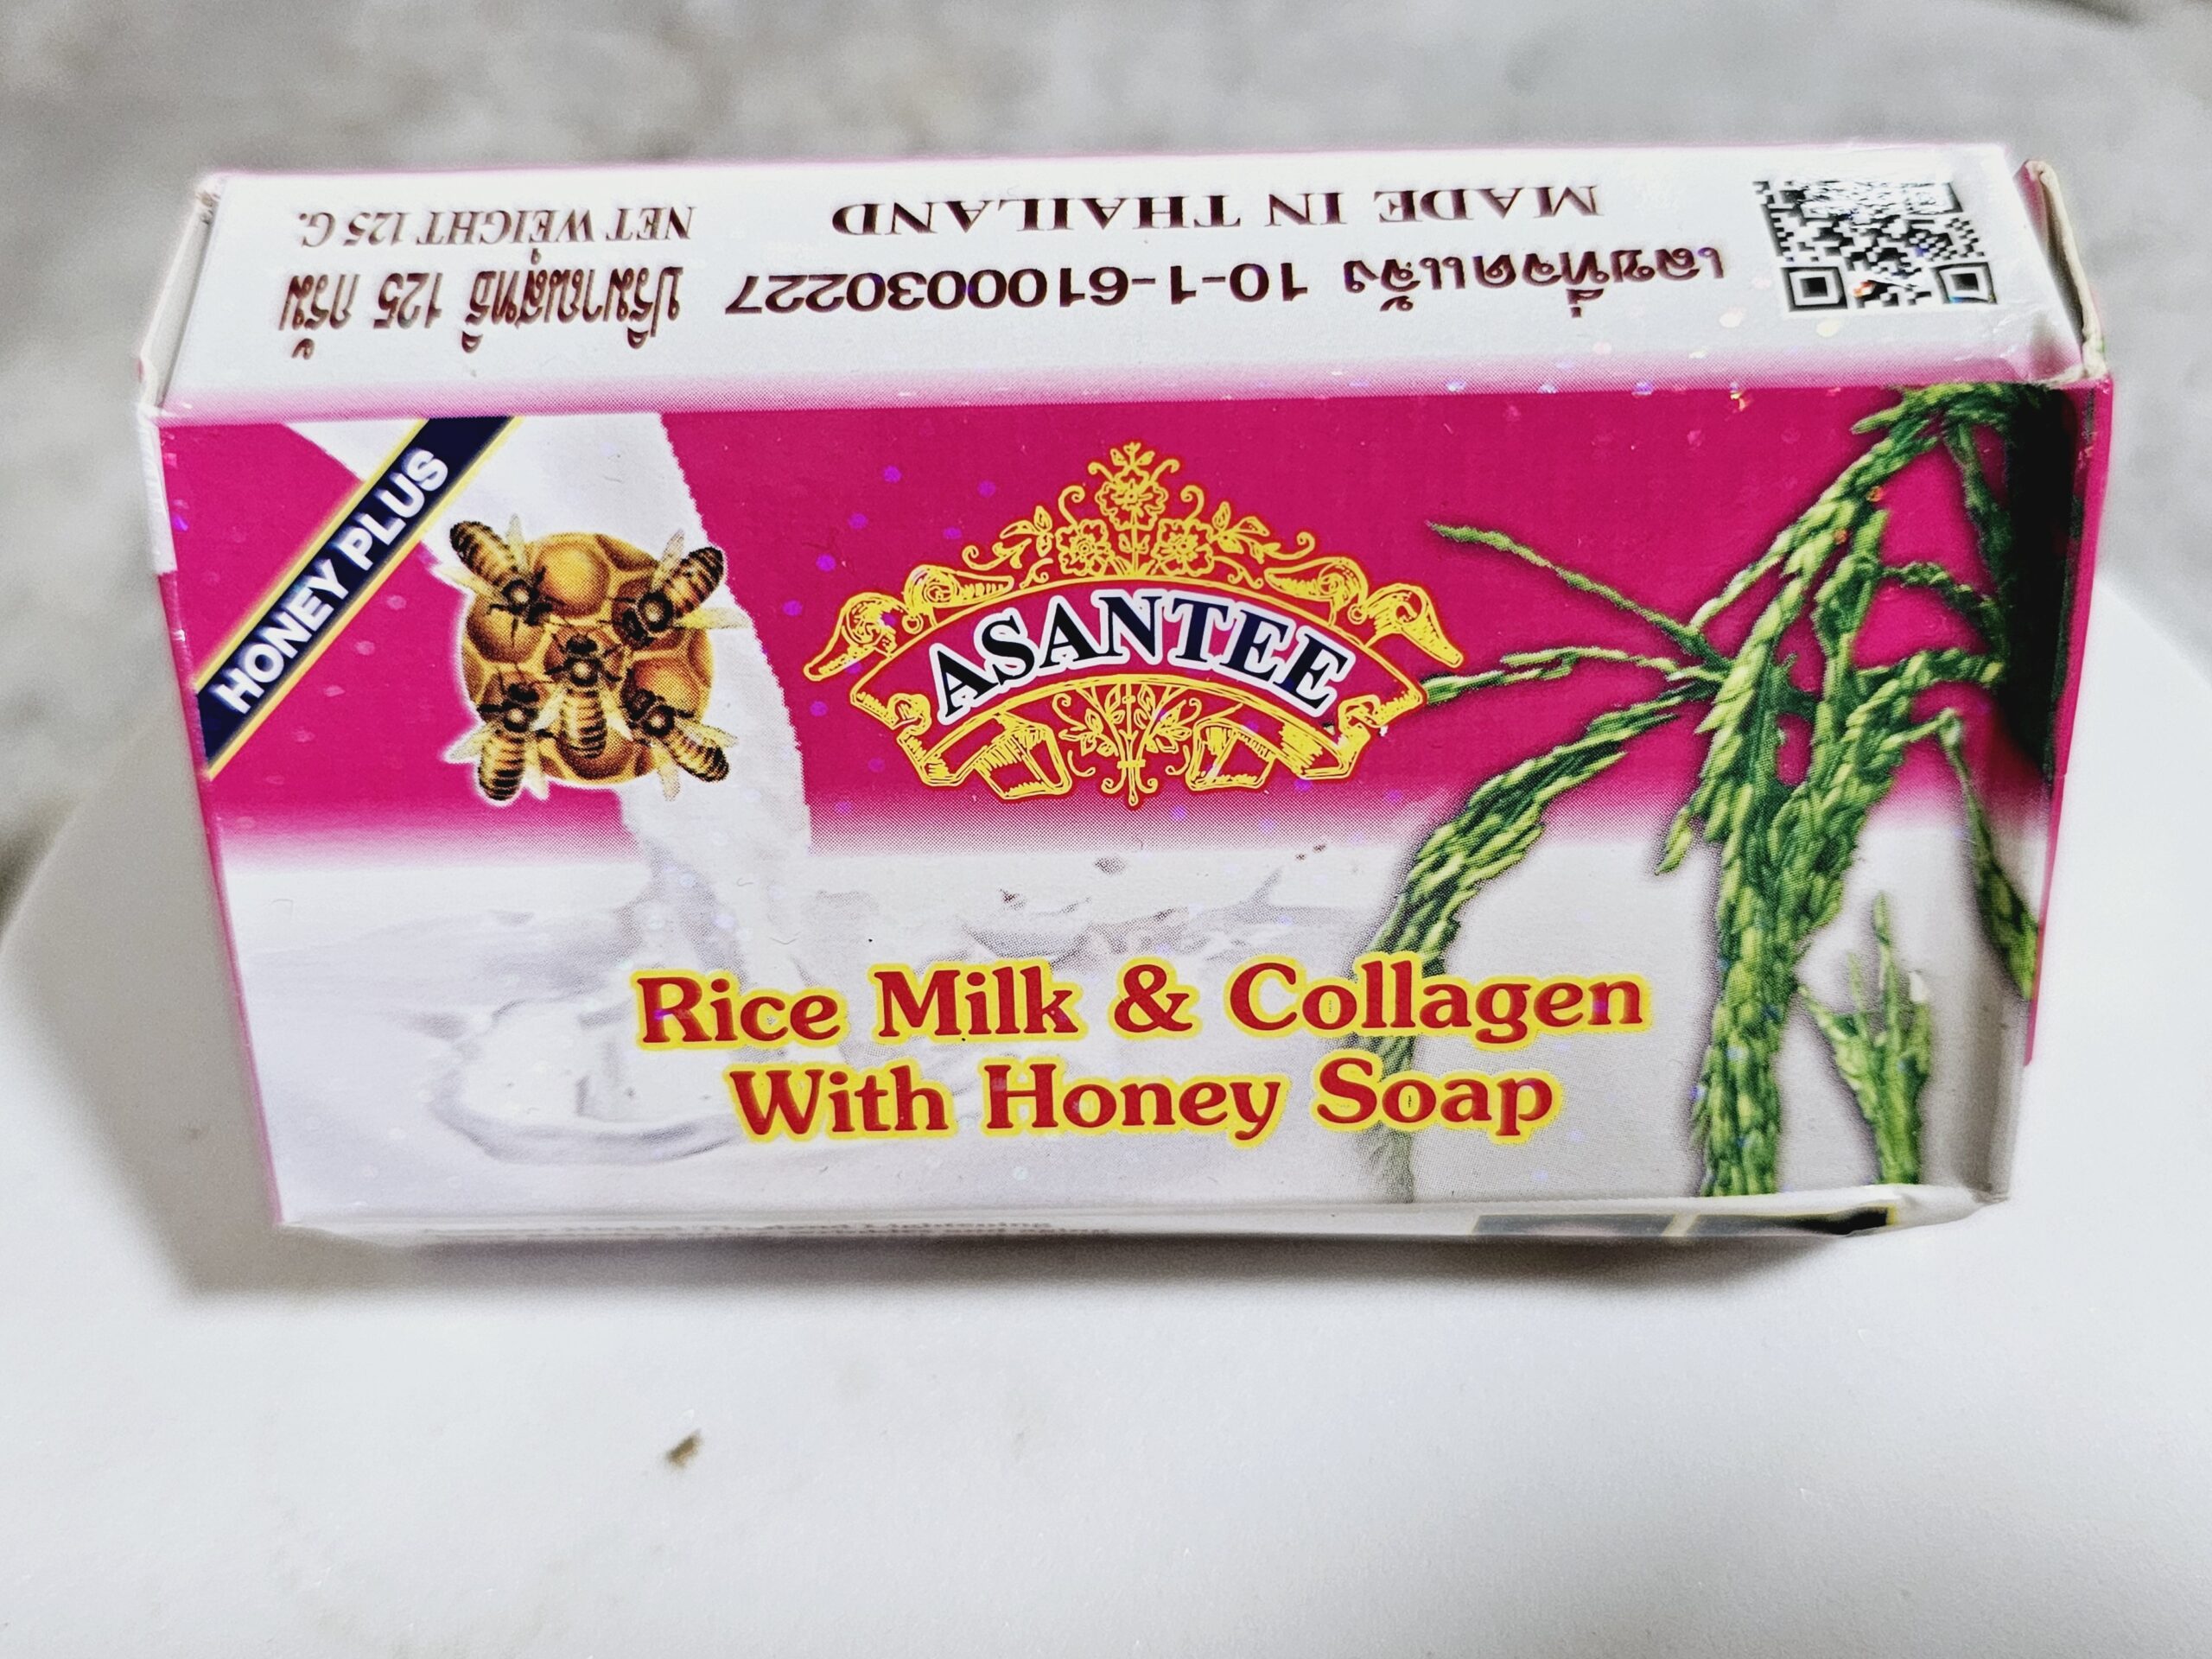 MADE IN THAILAND
NET WEIGHT 125 G.
เลขที่จดแจ้ง 10-1-6100030227
ปริมาณสุทธิ 125 กรัม
HONEY PLUS
ASANTEE
Rice Milk & Collagen
With Honey Soap